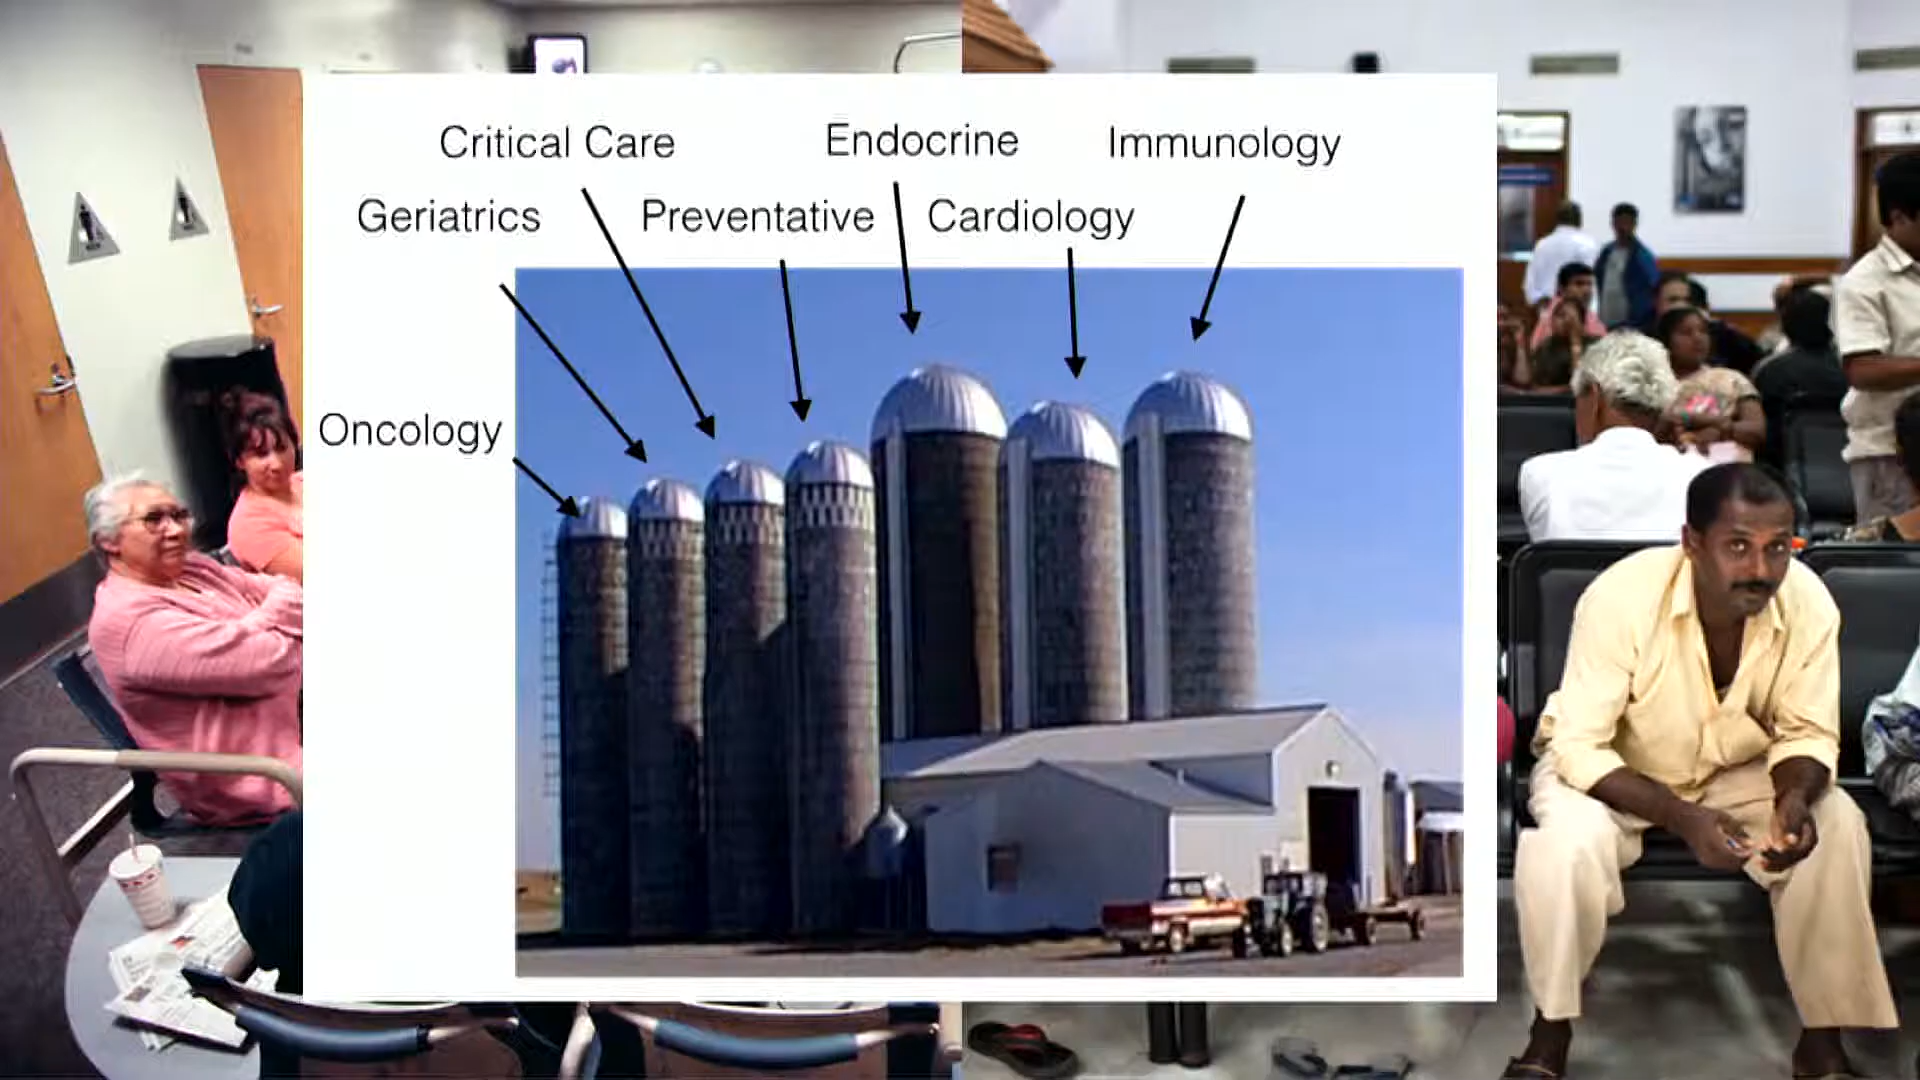 Critical Care
Endocrine
Immunology
Geriatrics
Preventative
Cardiology
Oncology